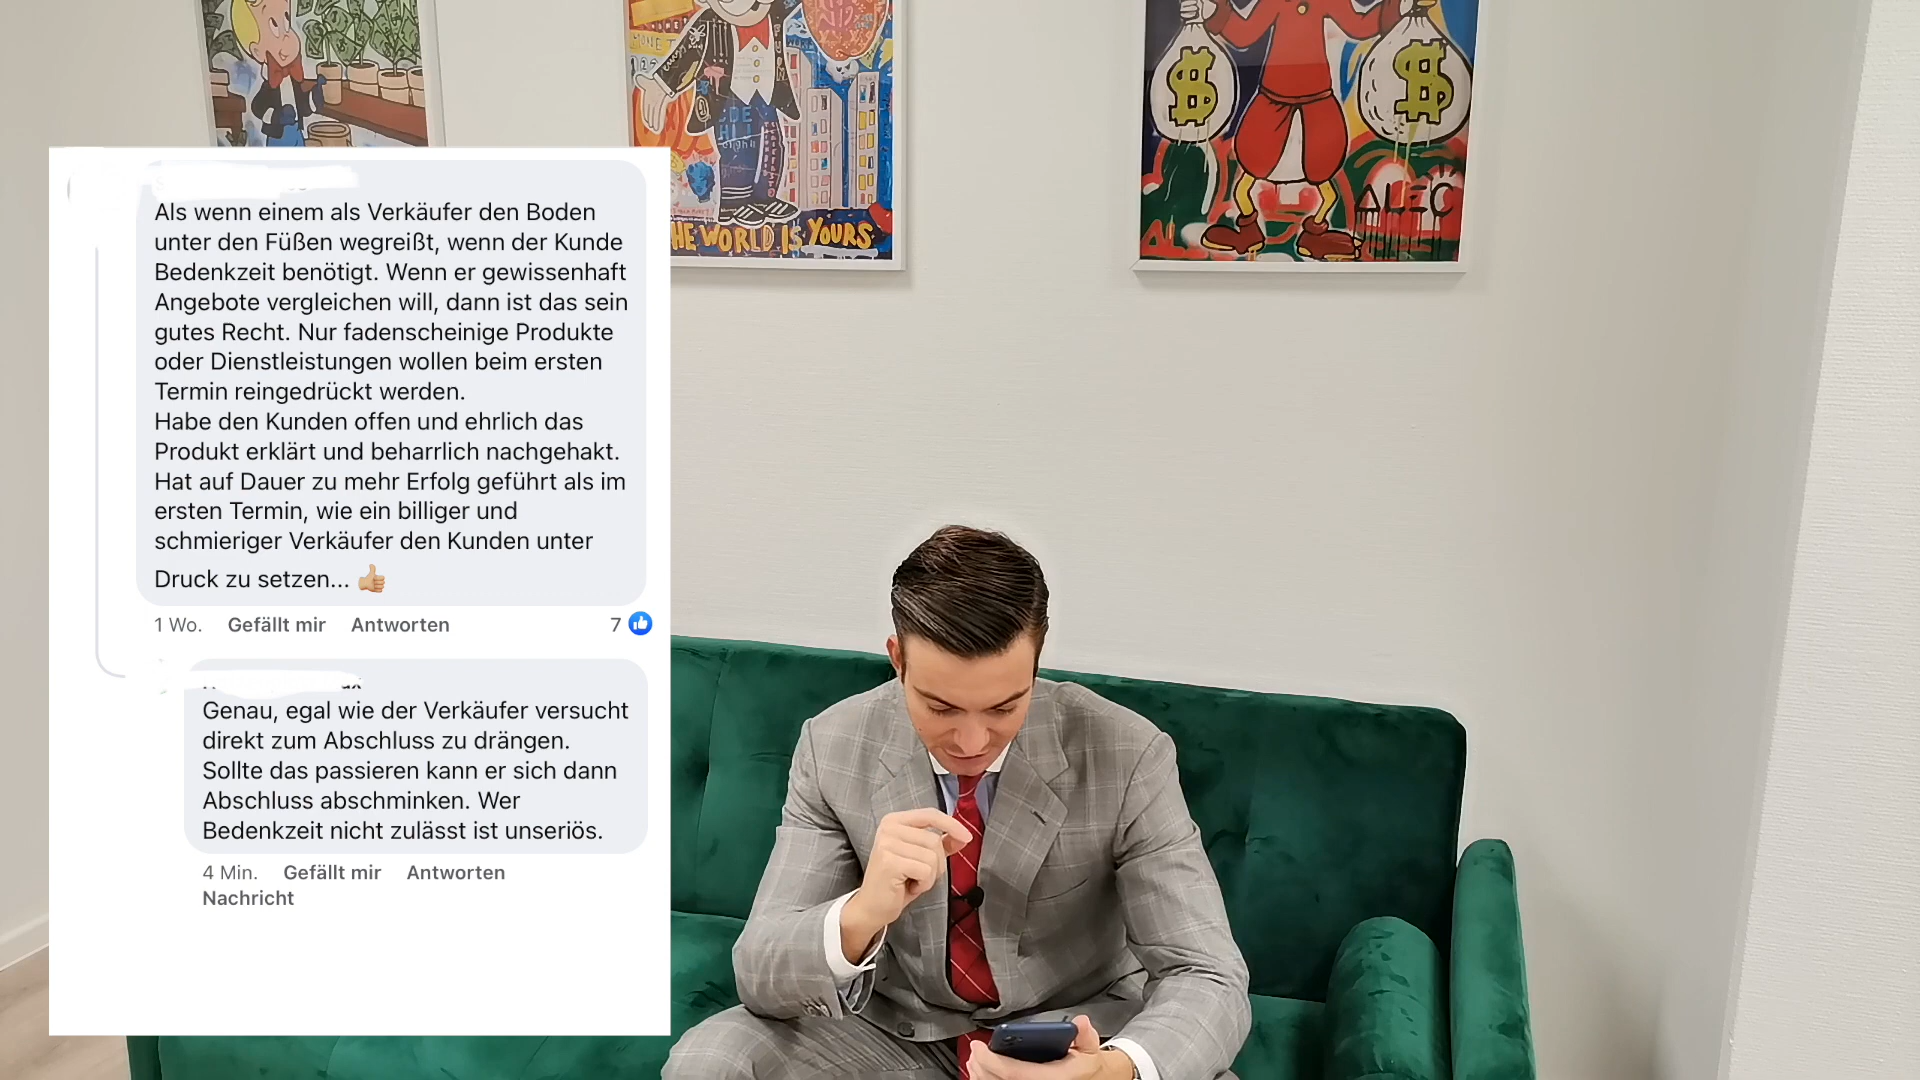 THE WORLD IS YOURS
ALEC
Als wenn einem als Verkäufer den Boden
unter den Füßen wegreißt, wenn der Kunde
Bedenkzeit benötigt. Wenn er gewissenhaft
Angebote vergleichen will, dann ist das sein
gutes Recht. Nur fadenscheinige Produkte
oder Dienstleistungen wollen beim ersten
Termin reingedrückt werden.
Habe den Kunden offen und ehrlich das
Produkt erklärt und beharrlich nachgehakt.
Hat auf Dauer zu mehr Erfolg geführt als im
ersten Termin, wie ein billiger und
schmieriger Verkäufer den Kunden unter
Druck zu setzen... 👍🏼
1 Wo. Gefällt mir Antworten 7
Genau, egal wie der Verkäufer versucht
direkt zum Abschluss zu drängen.
Sollte das passieren kann er sich dann
Abschluss abschminken. Wer
Bedenkzeit nicht zulässt ist unseriös.
4 Min. Gefällt mir Antworten
Nachricht